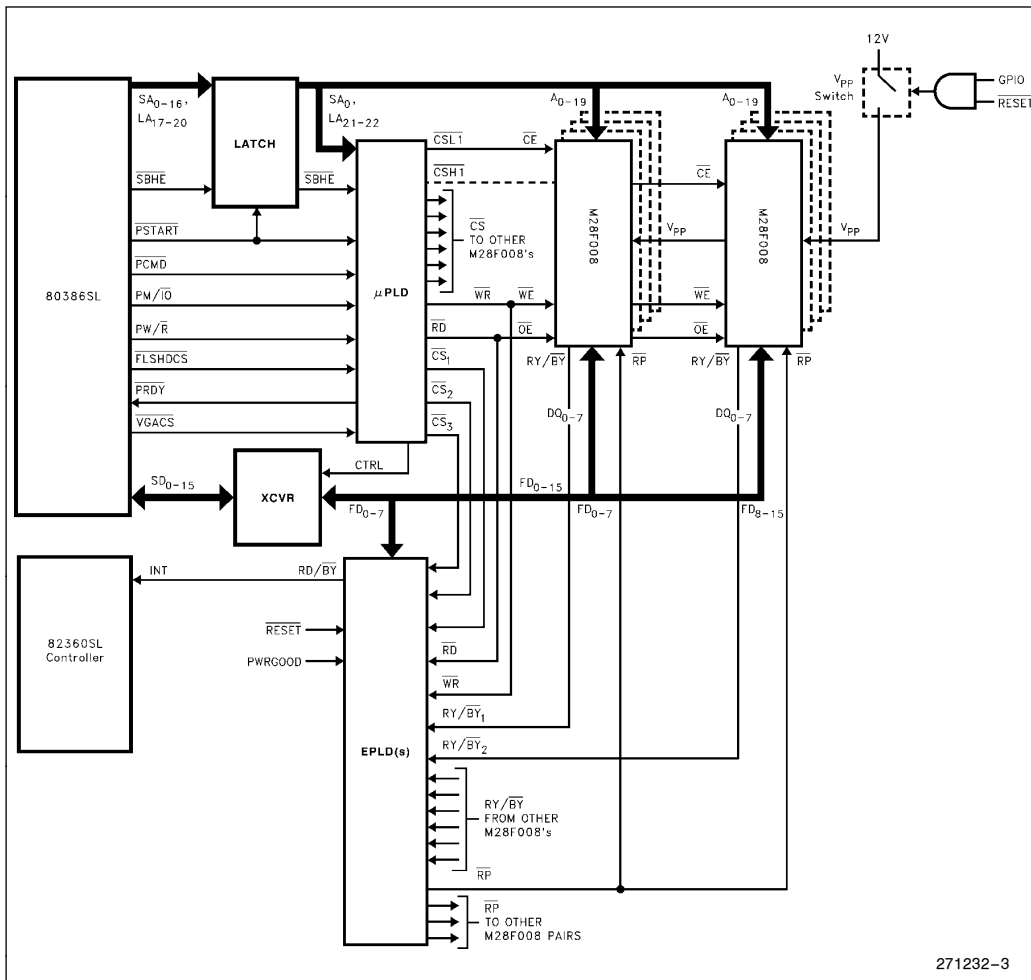 12V
VPP
Switch
GPIO
RESET
SA0-16,
LA17-20
LATCH
SA0,
LA21-22
A0-19
A0-19
SBHE
SBHE
CSL1
CE
CSH1
CE
PSTART
CS
TO OTHER
M28F008's
M28F008
M28F008
VPP
VPP
PCMD
80386SL
μPLD
PM/IO
WR
WE
WE
PW/R
RD
OE
OE
FLSHDCS
CS1
RY/BY
RP
RY/BY
RP
PRDY
CS2
VGACS
CS3
DQ0-7
DQ0-7
CTRL
SD0-15
XCVR
FD0-15
FD0-7
FD0-7
FD8-15
INT
RD/BY
82360SL
Controller
RESET
PWRGOOD
RD
WR
RY/BY1
RY/BY2
EPLD(s)
RY/BY
FROM OTHER
M28F008's
RP
RP
TO OTHER
M28F008 PAIRS
271232-3